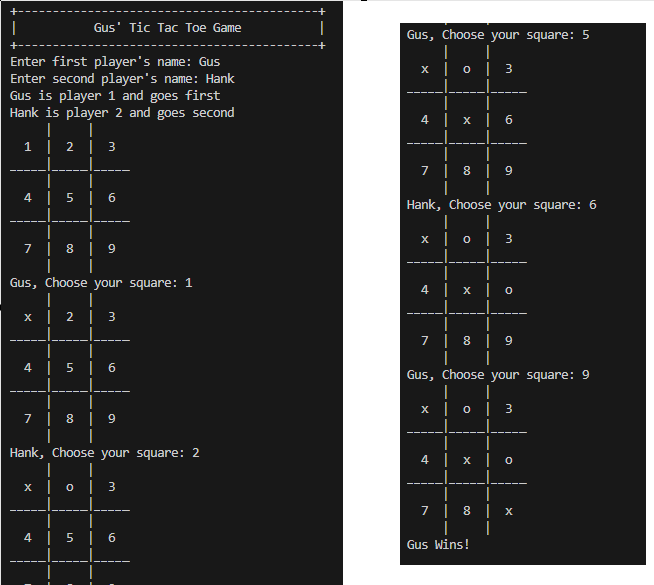 +-------------------------------------------+
|           Gus' Tic Tac Toe Game           |
+-------------------------------------------+
Enter first player's name: Gus
Enter second player's name: Hank
Gus is player 1 and goes first
Hank is player 2 and goes second
     |     |
  1  |  2  |  3
_____|_____|_____
     |     |
  4  |  5  |  6
_____|_____|_____
     |     |
  7  |  8  |  9
     |     |
Gus, Choose your square: 1
     |     |
  x  |  2  |  3
_____|_____|_____
     |     |
  4  |  5  |  6
_____|_____|_____
     |     |
  7  |  8  |  9
     |     |
Hank, Choose your square: 2
     |     |
  x  |  o  |  3
_____|_____|_____
     |     |
  4  |  5  |  6
_____|_____|_____
     |     |
Gus, Choose your square: 5
     |     |
  x  |  o  |  3
_____|_____|_____
     |     |
  4  |  x  |  6
_____|_____|_____
     |     |
  7  |  8  |  9
     |     |
Hank, Choose your square: 6
     |     |
  x  |  o  |  3
_____|_____|_____
     |     |
  4  |  x  |  o
_____|_____|_____
     |     |
  7  |  8  |  9
     |     |
Gus, Choose your square: 9
     |     |
  x  |  o  |  3
_____|_____|_____
     |     |
  4  |  x  |  o
_____|_____|_____
     |     |
  7  |  8  |  x
     |     |
Gus Wins!